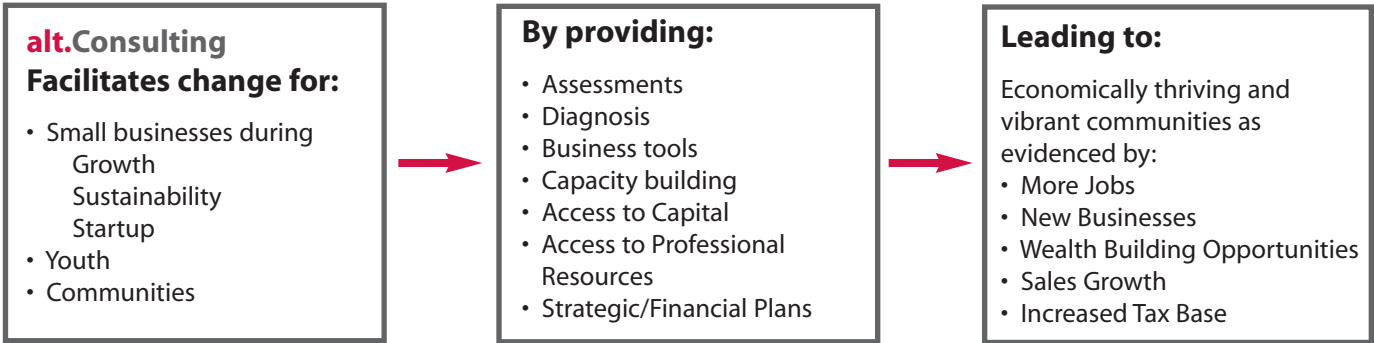 alt.Consulting
Facilitates change for:
• Small businesses during
Growth
Sustainability
Startup
• Youth
• Communities
By providing:
• Assessments
• Diagnosis
• Business tools
• Capacity building
• Access to Capital
• Access to Professional
Resources
• Strategic/Financial Plans
Leading to:
Economically thriving and
vibrant communities as
evidenced by:
• More Jobs
• New Businesses
• Wealth Building Opportunities
• Sales Growth
• Increased Tax Base